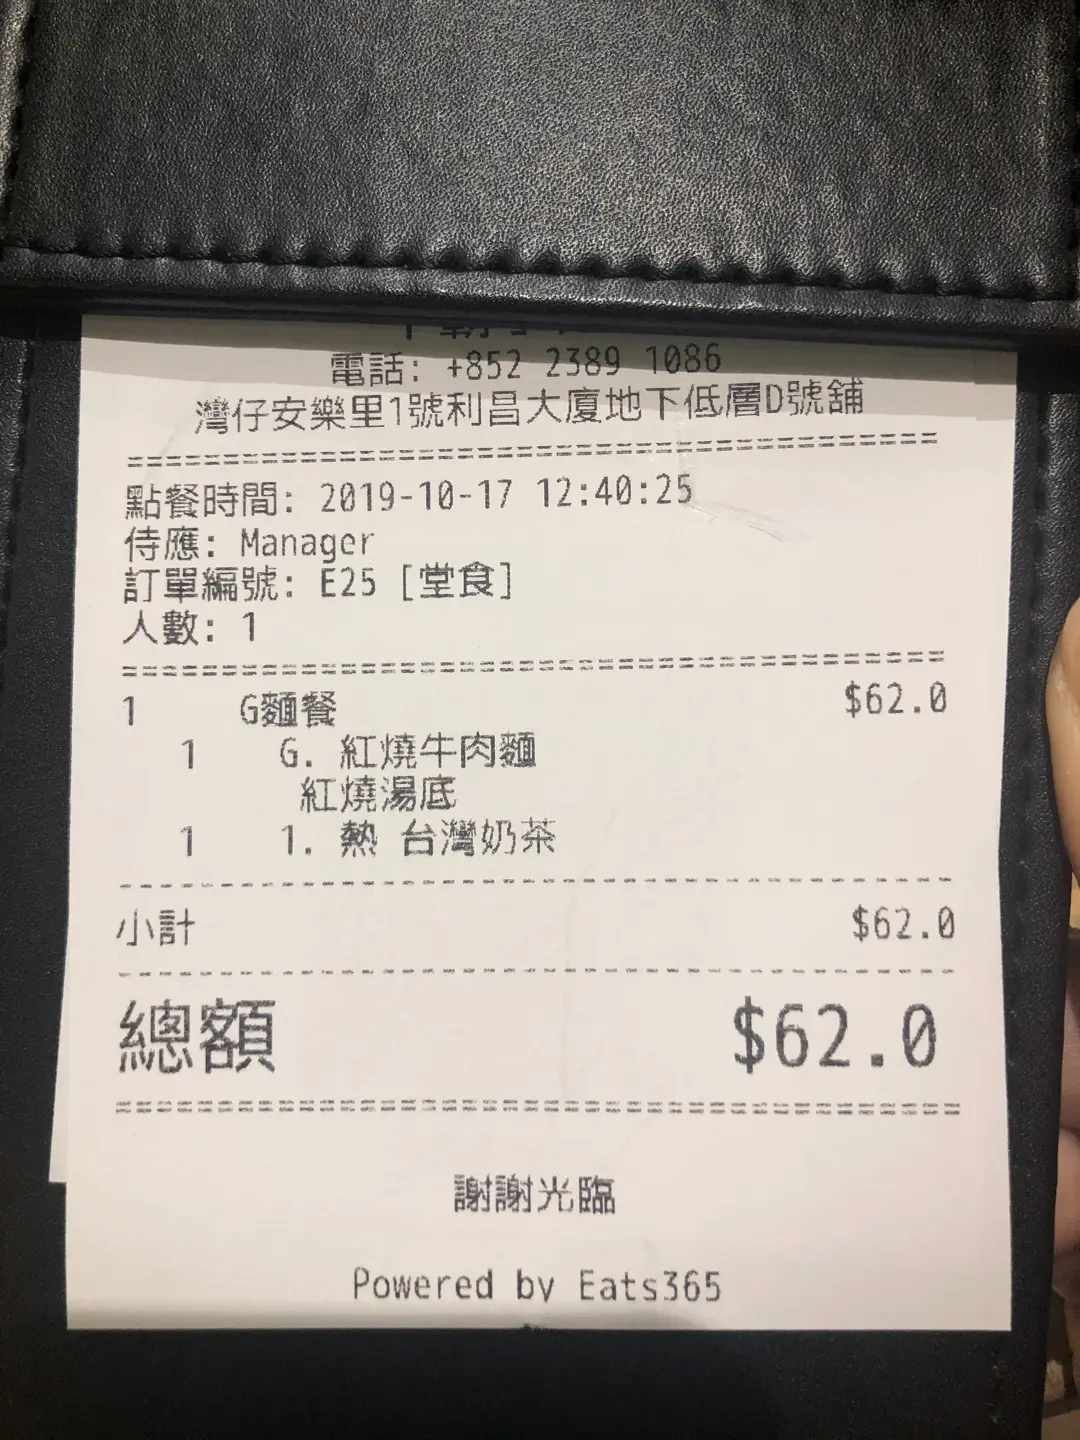 電話: +852 2389 1086
灣仔安樂里1號利昌大廈地下低層D號舖
點餐時間: 2019-10-17 12:40:25
侍應: Manager
訂單編號: E25 [堂食]
人數: 1
1 G麵餐 $62.0
1 G. 紅燒牛肉麵
紅燒湯底
1 1. 熱 台灣奶茶
小計 $62.0
總額 $62.0
謝謝光臨
Powered by Eats365